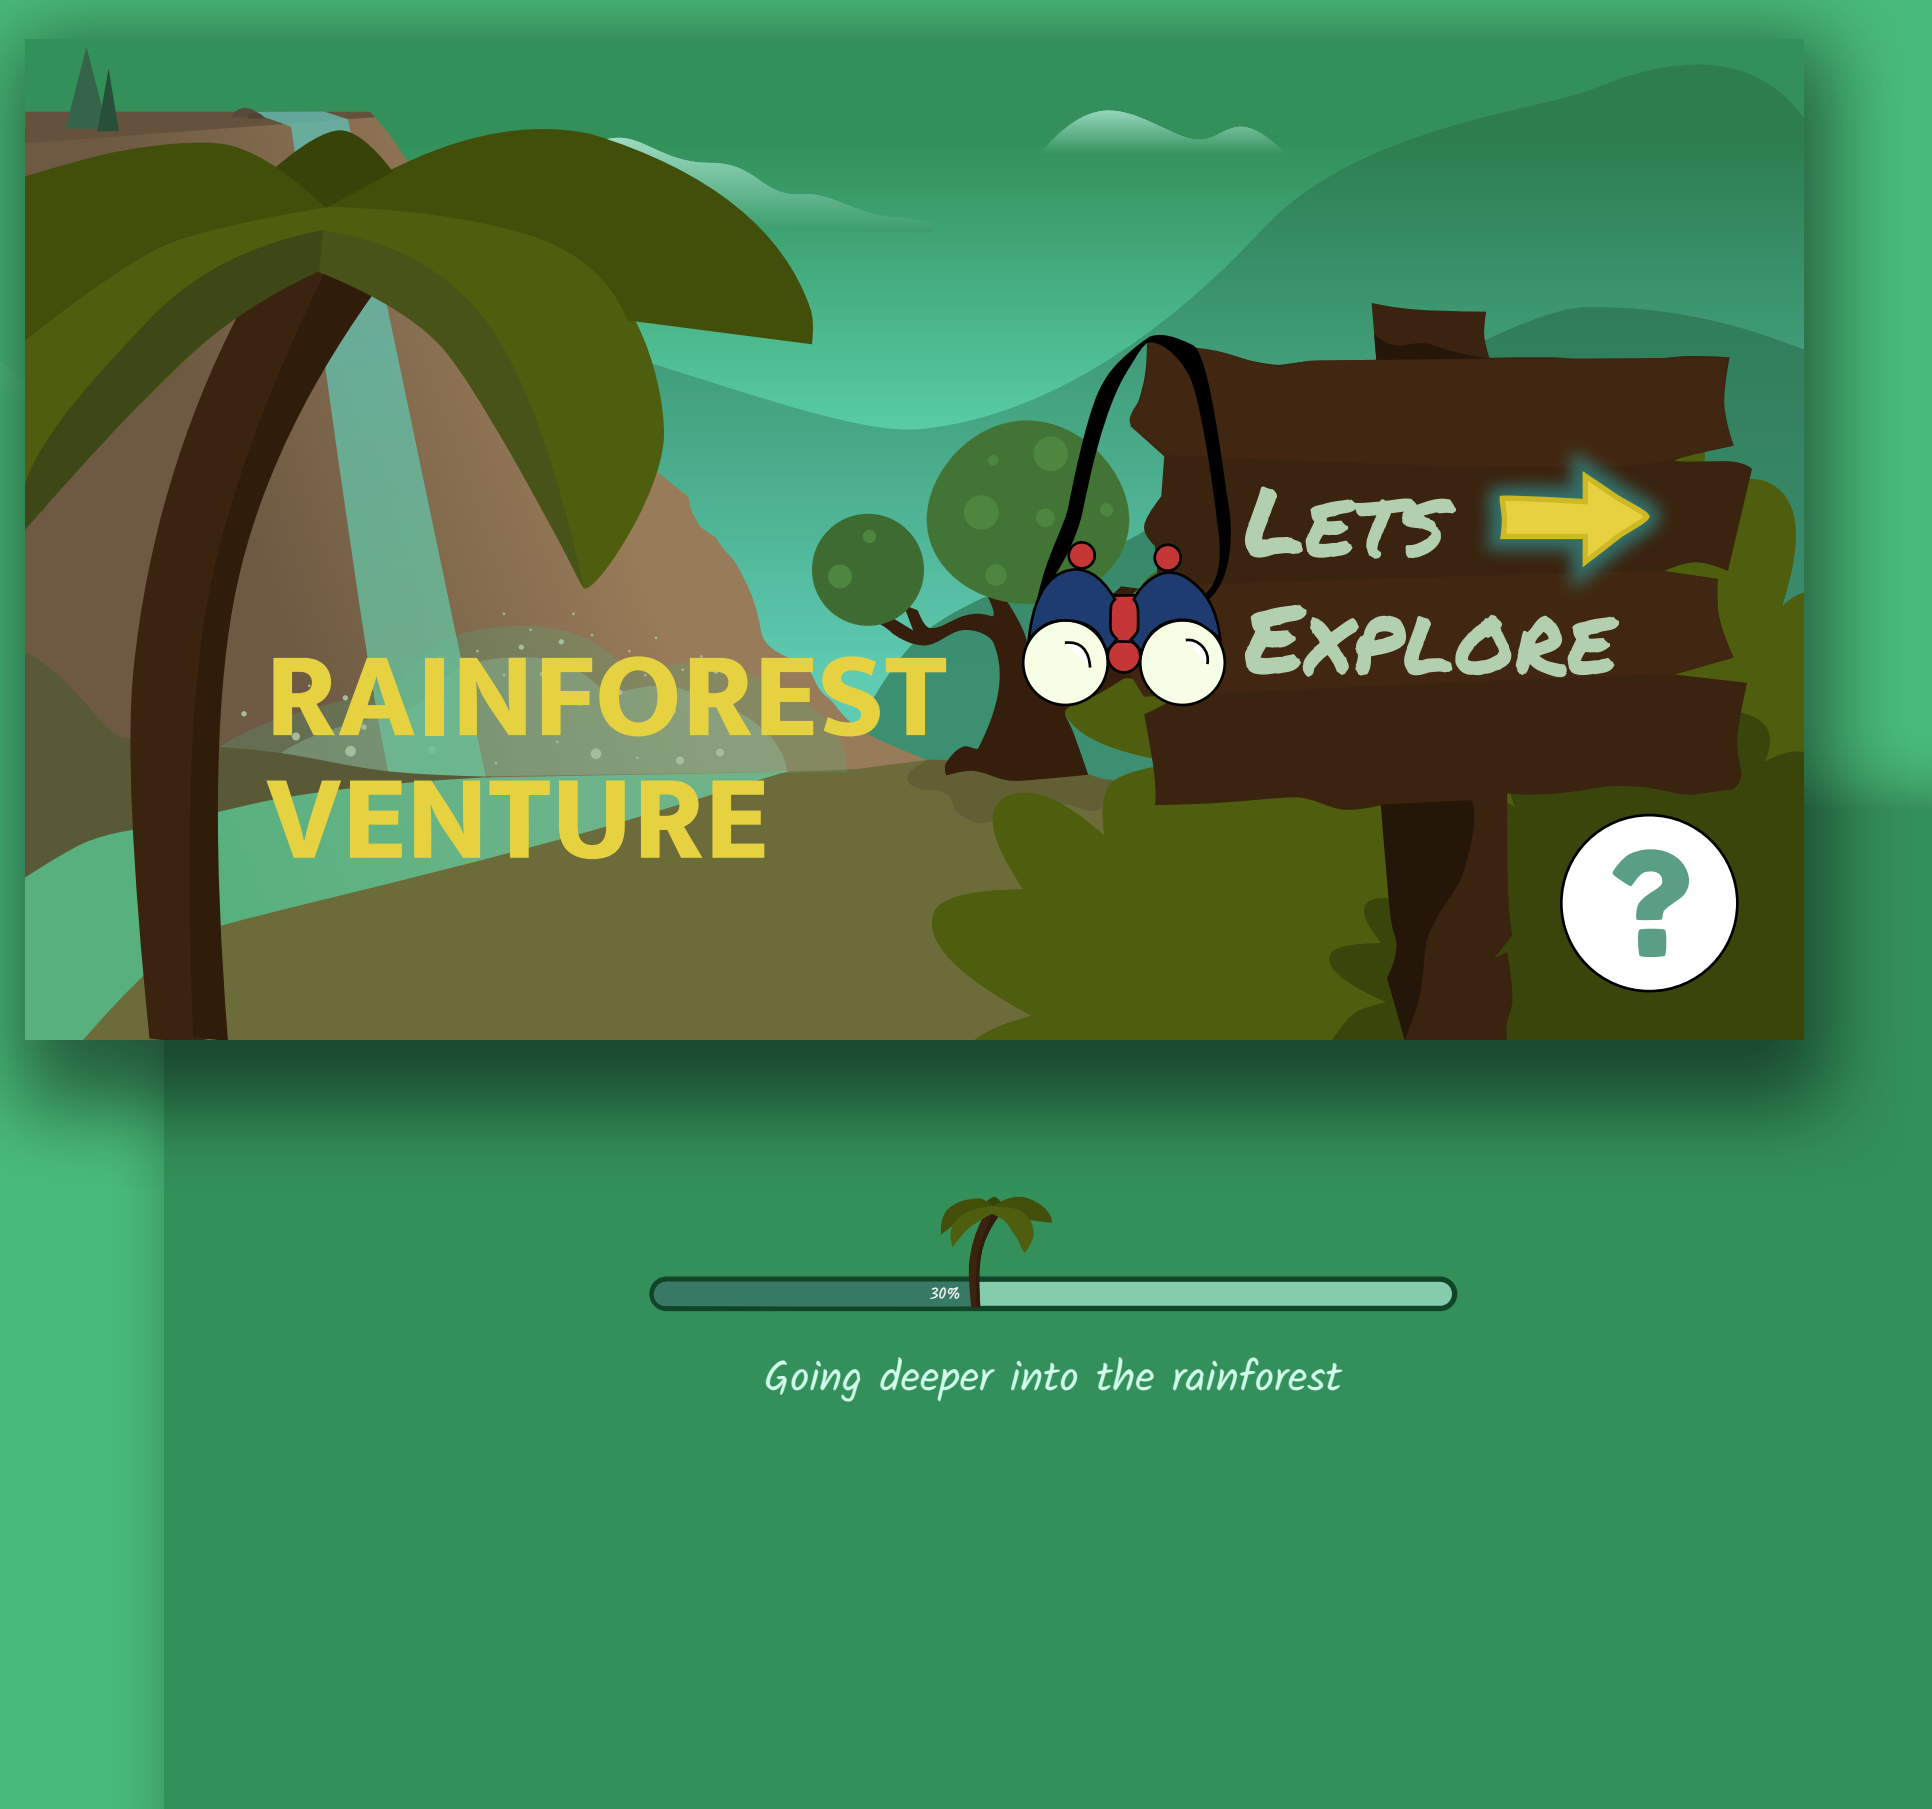 RAINFOREST
VENTURE
LETS
EXPLORE
?
30%
Going deeper into the rainforest